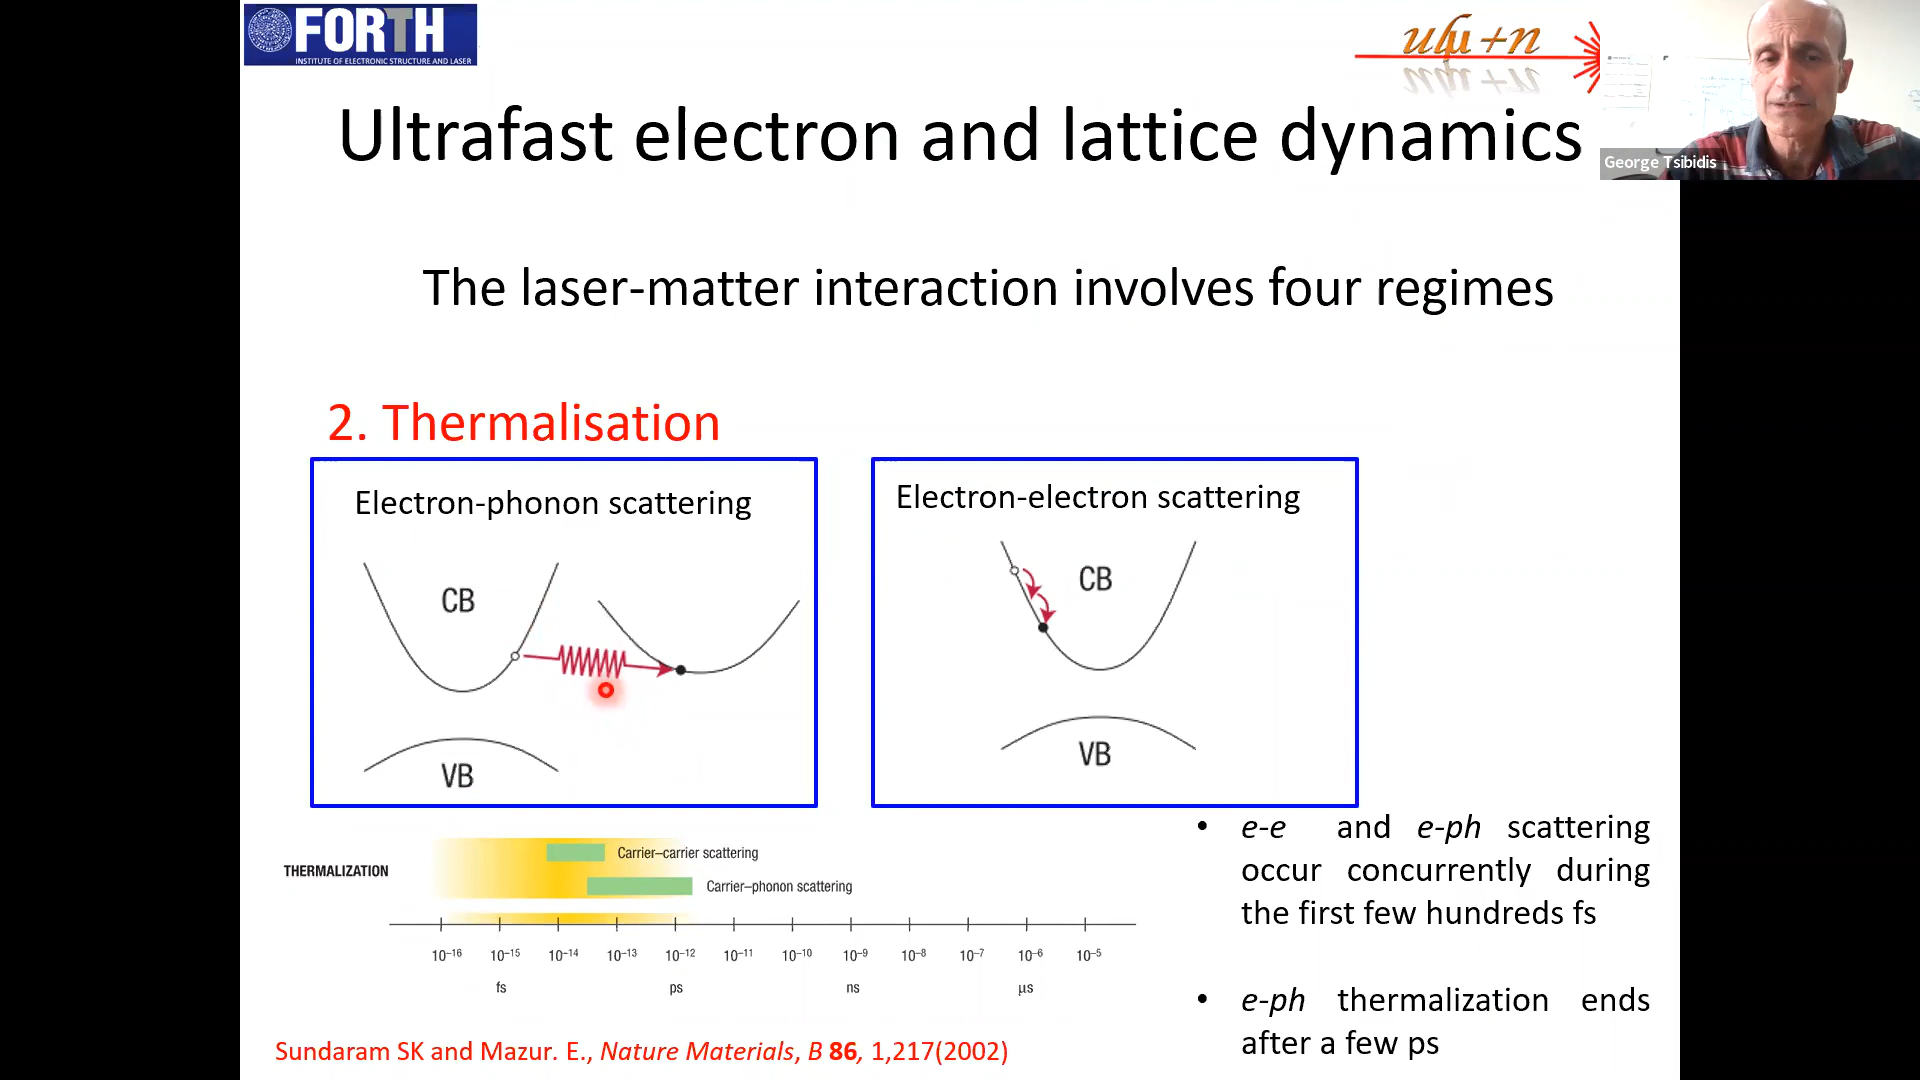 FORTH
INSTITUTE OF ELECTRONIC STRUCTURE AND LASER
George Tsibidis
Ultrafast electron and lattice dynamics
The laser-matter interaction involves four regimes
2. Thermalisation
Electron-phonon scattering
CB
VB
Electron-electron scattering
CB
VB
THERMALIZATION
Carrier–carrier scattering
Carrier–phonon scattering
10⁻¹⁶ 10⁻¹⁵ 10⁻¹⁴ 10⁻¹³ 10⁻¹² 10⁻¹¹ 10⁻¹⁰ 10⁻⁹ 10⁻⁸ 10⁻⁷ 10⁻⁶ 10⁻⁵
fs ps ns µs
• e-e and e-ph scattering
occur concurrently during
the first few hundreds fs
• e-ph thermalization ends
after a few ps
Sundaram SK and Mazur. E., Nature Materials, B 86, 1,217(2002)